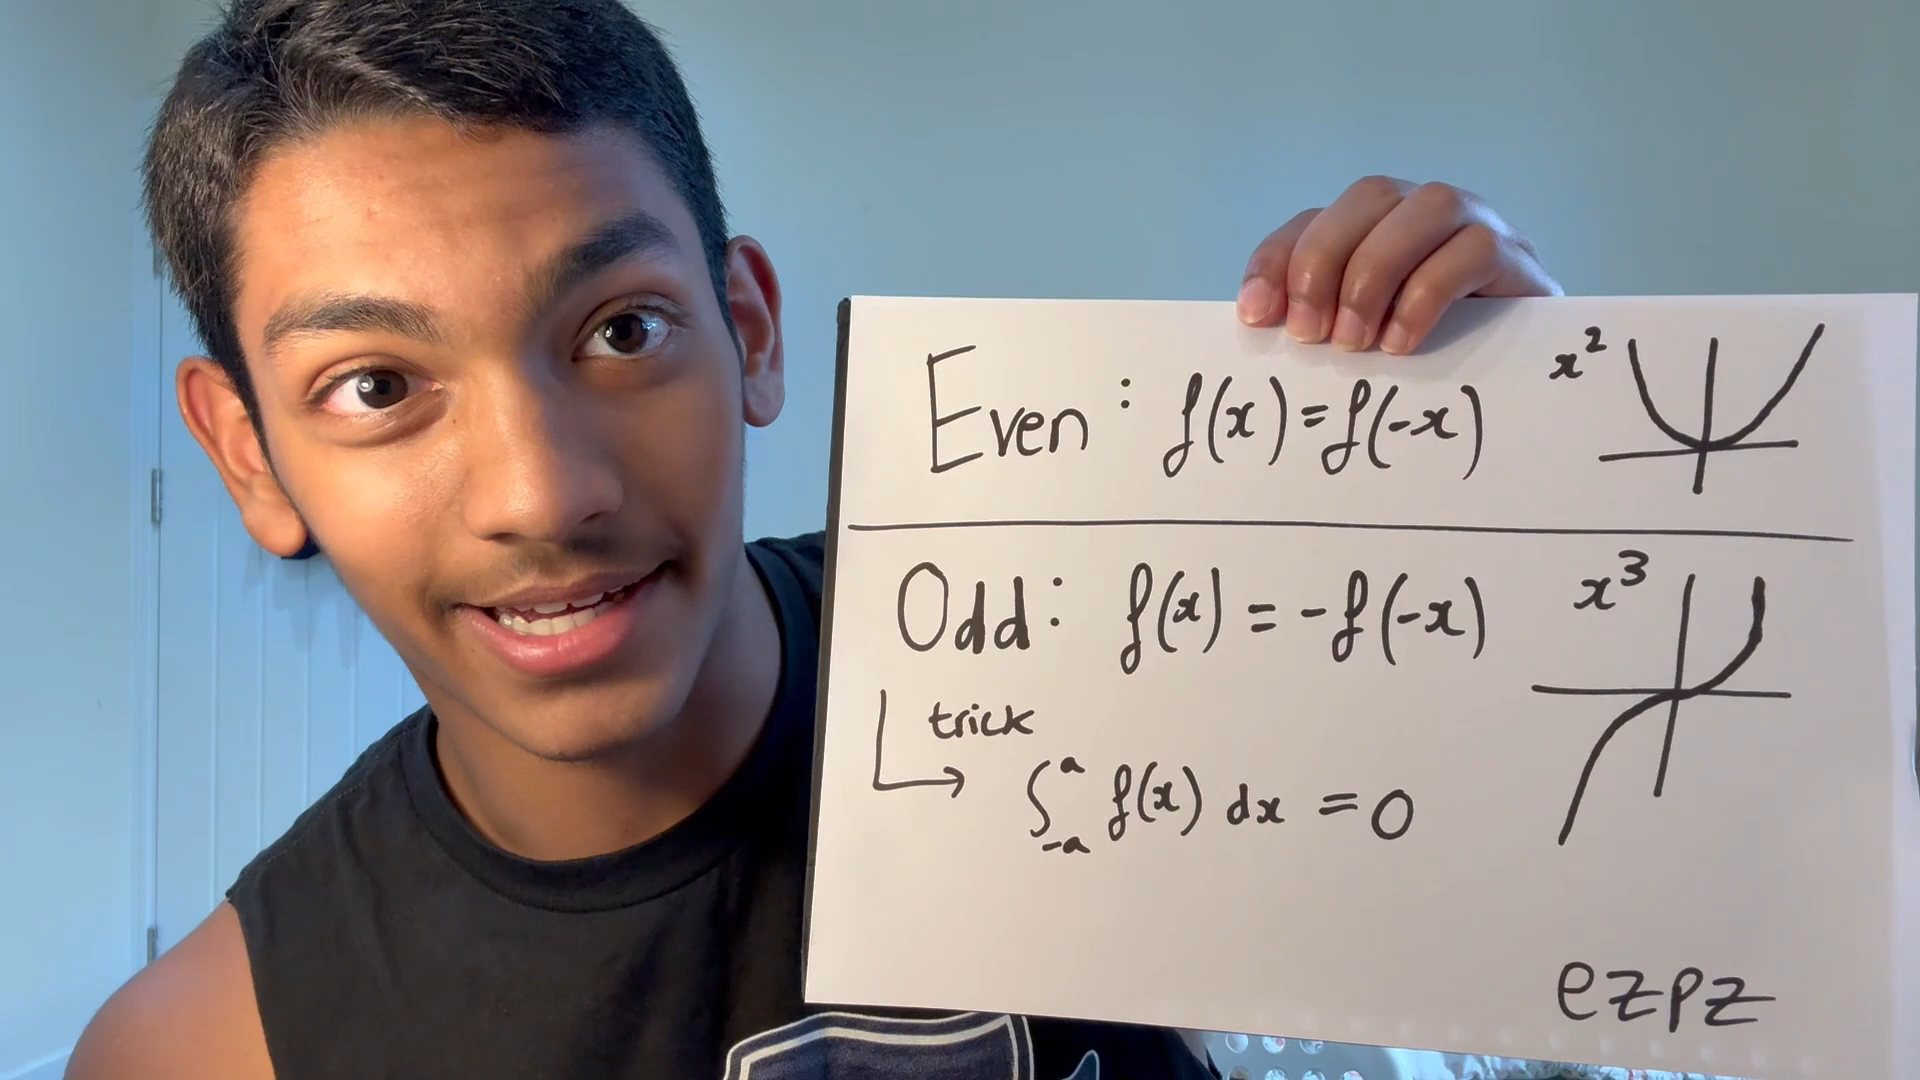 Even: f(x)=f(-x) x²
Odd: f(x) = -f(-x) x³
trick
∫₋ₐᵃ f(x) dx = 0
ezpz